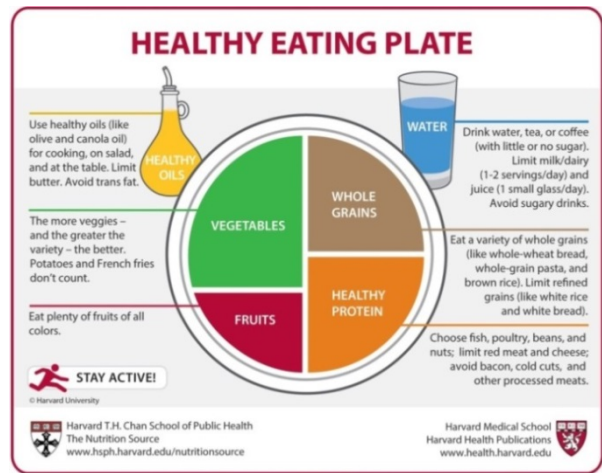 HEALTHY EATING PLATE
Use healthy oils (like
olive and canola oil)
for cooking, on salad,
and at the table. Limit
butter. Avoid trans fat.
HEALTHY
OILS
The more veggies –
and the greater the
variety – the better.
Potatoes and French fries
don't count.
Eat plenty of fruits of all
colors.
VEGETABLES
FRUITS
WHOLE
GRAINS
HEALTHY
PROTEIN
WATER
Drink water, tea, or coffee
(with little or no sugar).
Limit milk/dairy
(1-2 servings/day) and
juice (1 small glass/day).
Avoid sugary drinks.
Eat a variety of whole grains
(like whole-wheat bread,
whole-grain pasta, and
brown rice). Limit refined
grains (like white rice
and white bread).
Choose fish, poultry, beans, and
nuts; limit red meat and cheese;
avoid bacon, cold cuts, and
other processed meats.
STAY ACTIVE!
© Harvard University
Harvard T.H. Chan School of Public Health
The Nutrition Source
www.hsph.harvard.edu/nutritionsource
Harvard Medical School
Harvard Health Publications
www.health.harvard.edu